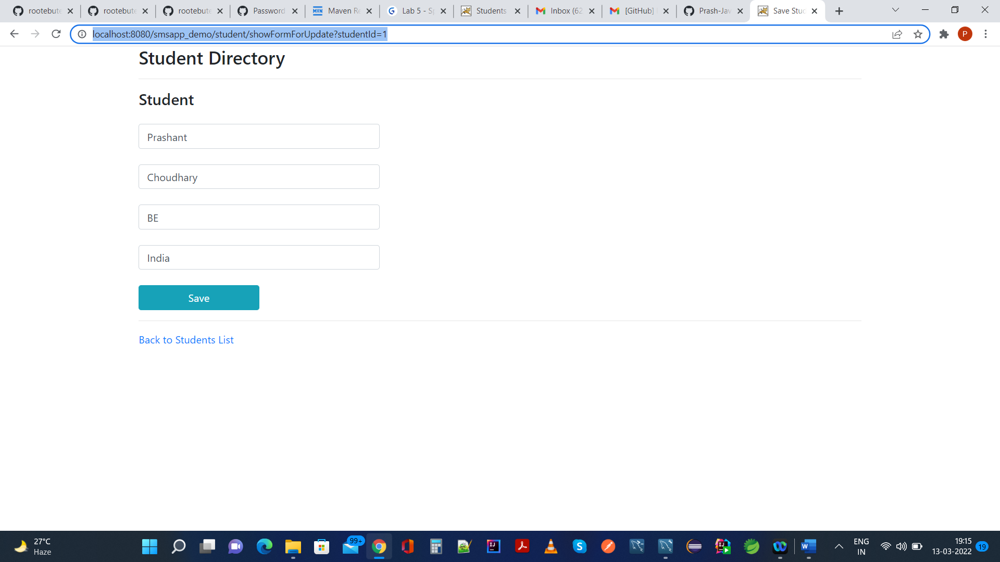 rootebute
rootebute
rootebute
Password
Maven Re
Lab 5 - Sp
Students
Inbox (62
[GitHub]
Prash-Jav
Save Stud
localhost:8080/smsapp_demo/student/showFormForUpdate?studentId=1
P
Student Directory
Student
Prashant
Choudhary
BE
India
Save
Back to Students List
27°C
Haze
99+
ENG
IN
19:15
13-03-2022
19